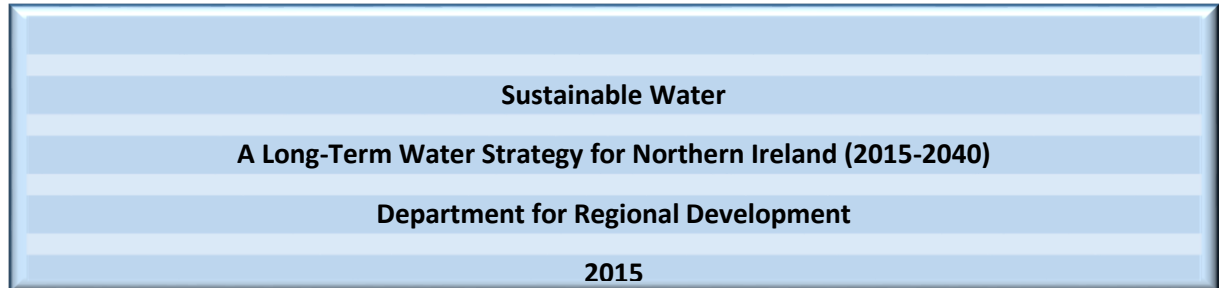 Sustainable Water
A Long-Term Water Strategy for Northern Ireland (2015-2040)
Department for Regional Development
2015